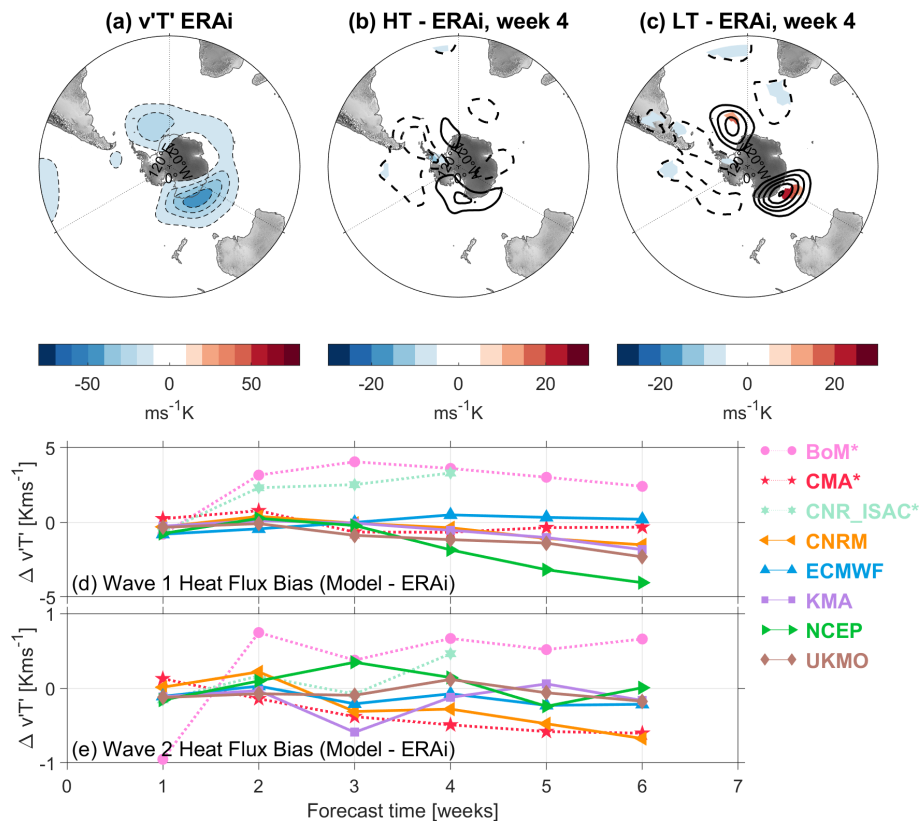 (a) v'T' ERAi
(b) HT - ERAi, week 4
(c) LT - ERAi, week 4
120°W
0°
120°W
0°
120°W
0°
-50 0 50
-20 0 20
-20 0 20
ms⁻¹K
ms⁻¹K
ms⁻¹K
5
0
-5
Δ v'T' [Kms⁻¹]
(d) Wave 1 Heat Flux Bias (Model - ERAi)
1
0
-1
Δ v'T' [Kms⁻¹]
(e) Wave 2 Heat Flux Bias (Model - ERAi)
0 1 2 3 4 5 6 7
Forecast time [weeks]
BoM*
CMA*
CNR_ISAC*
CNRM
ECMWF
KMA
NCEP
UKMO